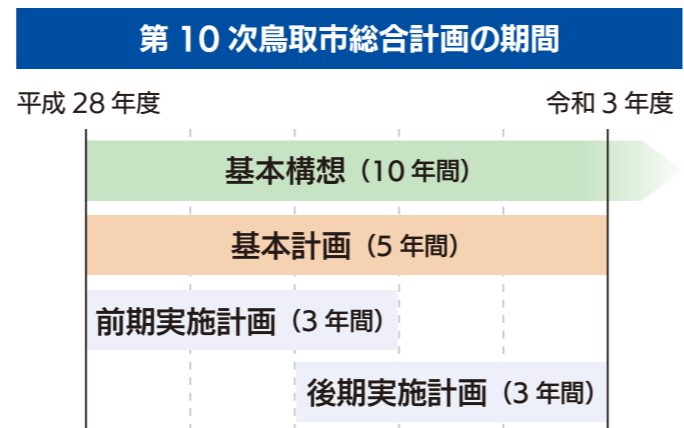 第 10 次鳥取市総合計画の期間
平成 28 年度
令和 3 年度
基本構想（10 年間）
基本計画（5 年間）
前期実施計画（3 年間）
後期実施計画（3 年間）